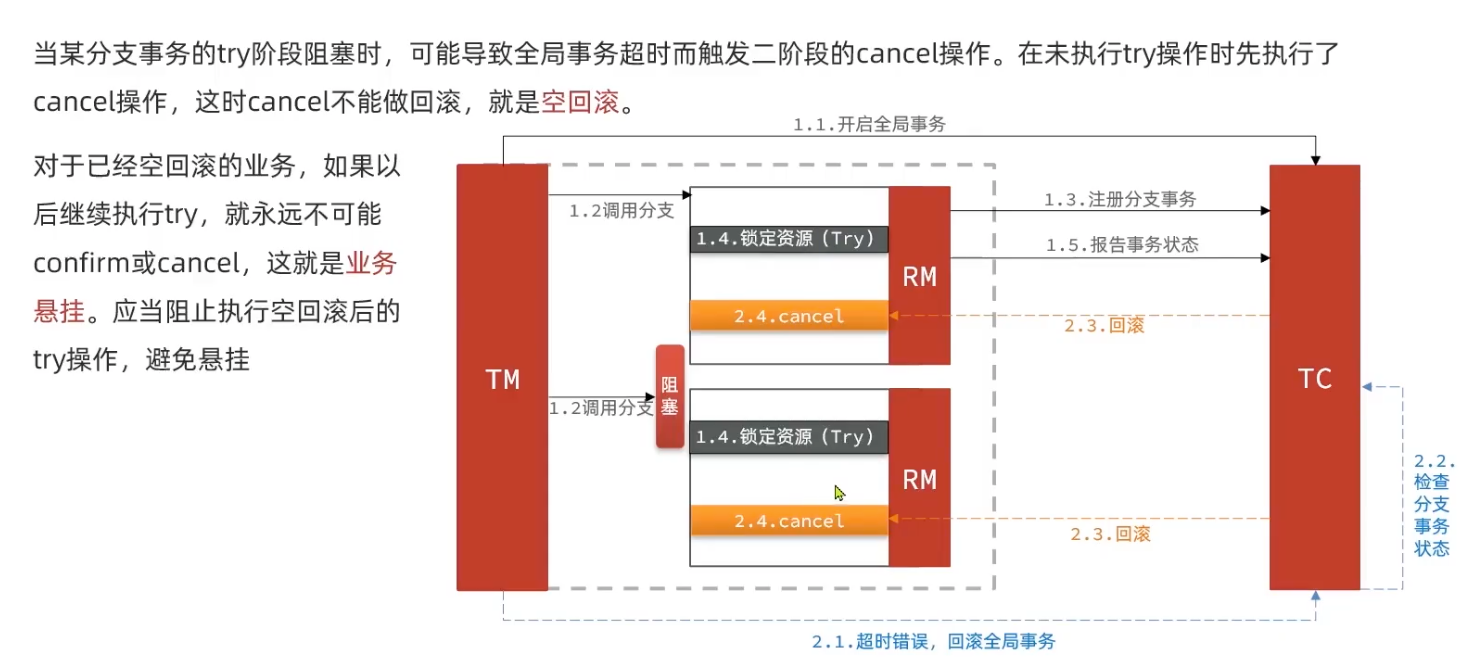 当某分支事务的try阶段阻塞时，可能导致全局事务超时而触发二阶段的cancel操作。在未执行try操作时先执行了
cancel操作，这时cancel不能做回滚，就是空回滚。
对于已经空回滚的业务，如果以
后继续执行try，就永远不可能
confirm或cancel，这就是业务
悬挂。应当阻止执行空回滚后的
try操作，避免悬挂
1.1.开启全局事务
TM
1.2调用分支
1.4.锁定资源（Try）
2.4.cancel
RM
1.3.注册分支事务
1.5.报告事务状态
2.3.回滚
1.2调用分支
阻
塞
1.4.锁定资源（Try）
2.4.cancel
RM
2.3.回滚
TC
2.2.
检查
分支
事务
状态
2.1.超时错误，回滚全局事务